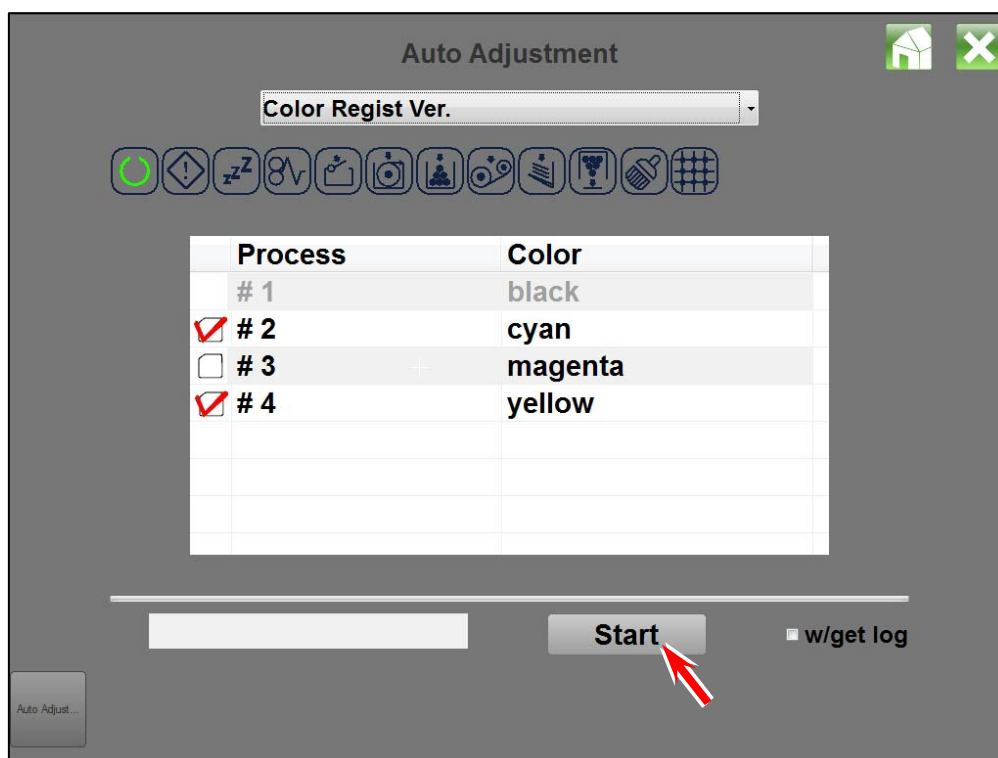 Auto Adjustment
Color Regist Ver.
zzZ
Process Color
# 1 black
# 2 cyan
# 3 magenta
# 4 yellow
Start
w/get log
Auto Adjust...